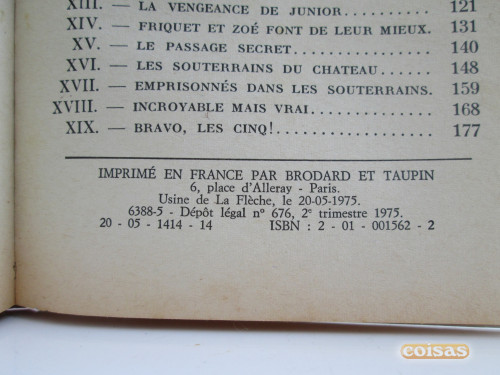 XIII. — LA VENGEANCE DE JUNIOR. 121
XIV. — FRIQUET ET ZOÉ FONT DE LEUR MIEUX. 131
XV. — LE PASSAGE SECRET 140
XVI. — LES SOUTERRAINS DU CHATEAU 148
XVII. — EMPRISONNÉS DANS LES SOUTERRAINS. 159
XVIII. — INCROYABLE MAIS VRAI 168
XIX. — BRAVO, LES CINQ! 177
IMPRIMÉ EN FRANCE PAR BRODARD ET TAUPIN
6, place d'Alleray - Paris.
Usine de La Flèche, le 20-05-1975.
6388-5 - Dépôt légal nº 676, 2e trimestre 1975.
20 - 05 - 1414 - 14 ISBN : 2 - 01 - 001562 - 2
coisas